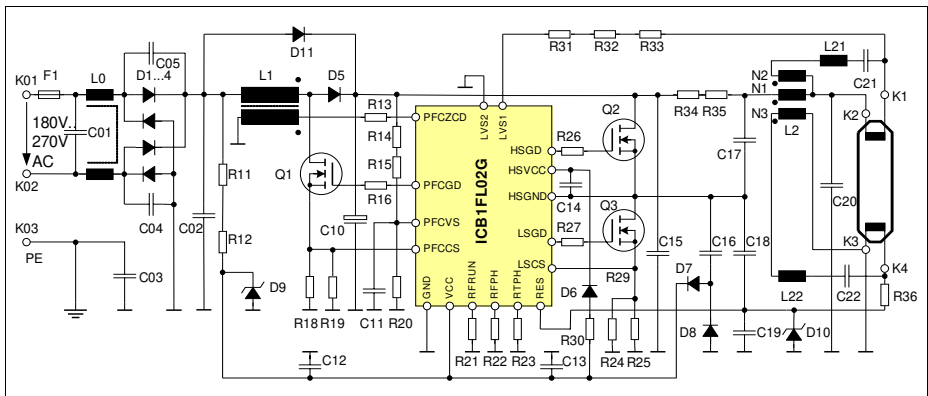 D11
C05
R31 R32 R33
L21
K01 F1 L0 D1...4 L1 D5
N2
N1
N3
C21
K1
R13
LVS2
LVS1
Q2
R34 R35
K2
L2
PFCZCD
R14
180V..
270V
C01
AC
HSGD R26
C17
R15
HSVCC
K02
R11
Q1
PFCGD
R16
ICB1FL02G
HSGND
C14
Q3
C20
C04 C02
C10
PFCVS
LSGD R27
K03
PE
R12
PFCCS
C15 C16 C18
K3
C03
D9
LSCS
R29
D7
K4
GND
VCC
RFRUN
RFPH
RTPH
RES
D6
L22 C22
R36
R18 R19 C11 R20
R30
D8
C19 D10
C12
R21 R22 R23
C13
R24 R25